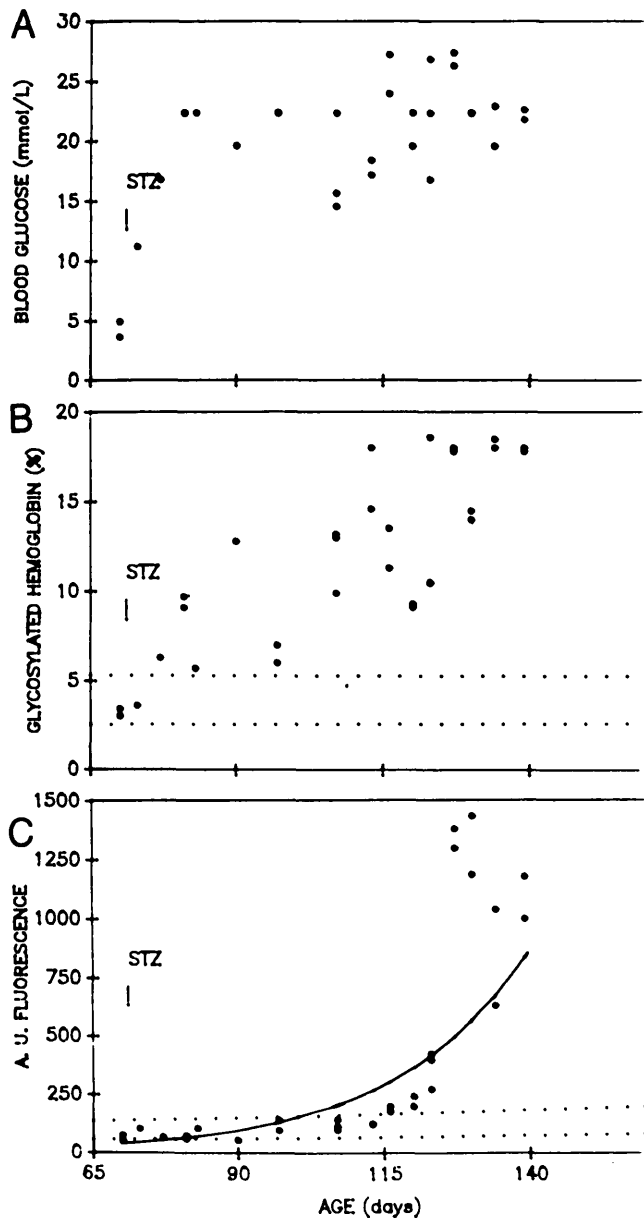 A
BLOOD GLUCOSE (mmol/L)
30
25
20
15
10
5
0
STZ
B
GLYCOSYLATED HEMOGLOBIN (%)
20
15
10
5
0
STZ
C
A. U. FLUORESCENCE
1500
1250
1000
750
500
250
0
STZ
65
90
115
140
AGE (days)